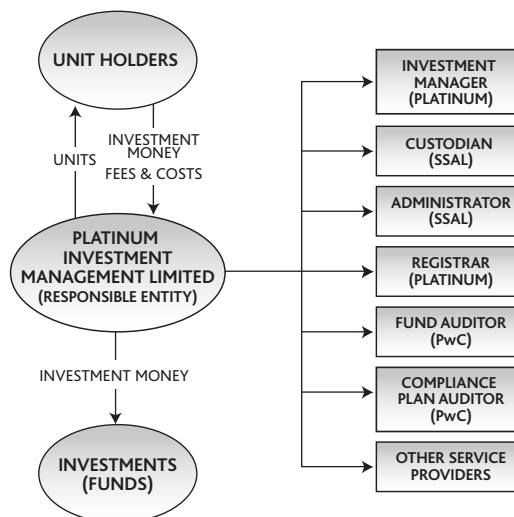 UNIT HOLDERS
UNITS
INVESTMENT
MONEY
FEES & COSTS
PLATINUM
INVESTMENT
MANAGEMENT LIMITED
(RESPONSIBLE ENTITY)
INVESTMENT MONEY
INVESTMENTS
(FUNDS)
INVESTMENT
MANAGER
(PLATINUM)
CUSTODIAN
(SSAL)
ADMINISTRATOR
(SSAL)
REGISTRAR
(PLATINUM)
FUND AUDITOR
(PwC)
COMPLIANCE
PLAN AUDITOR
(PwC)
OTHER SERVICE
PROVIDERS